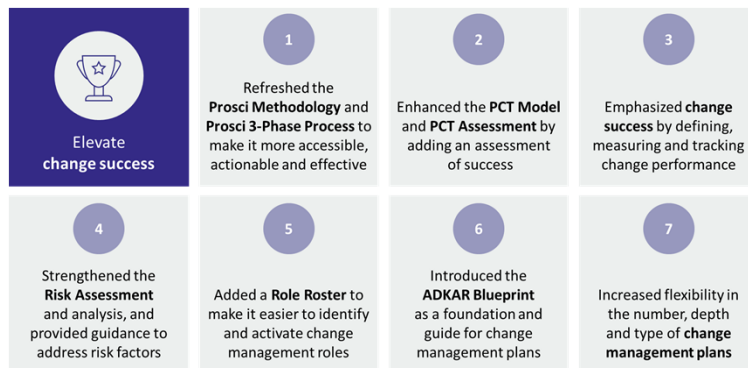 Elevate
change success
1
Refreshed the
Prosci Methodology and
Prosci 3-Phase Process to
make it more accessible,
actionable and effective
2
Enhanced the PCT Model
and PCT Assessment by
adding an assessment
of success
3
Emphasized change
success by defining,
measuring and tracking
change performance
4
Strengthened the
Risk Assessment
and analysis, and
provided guidance to
address risk factors
5
Added a Role Roster to
make it easier to identify
and activate change
management roles
6
Introduced the
ADKAR Blueprint
as a foundation and
guide for change
management plans
7
Increased flexibility in
the number, depth
and type of change
management plans